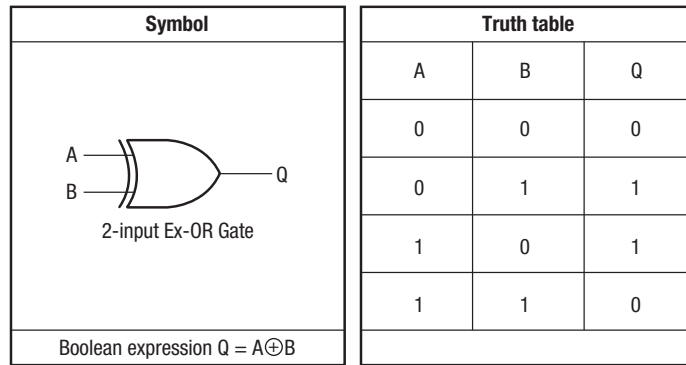 Symbol
A
B
Q
2-input Ex-OR Gate
Boolean expression Q = A⊕B
Truth table
A B Q
0 0 0
0 1 1
1 0 1
1 1 0